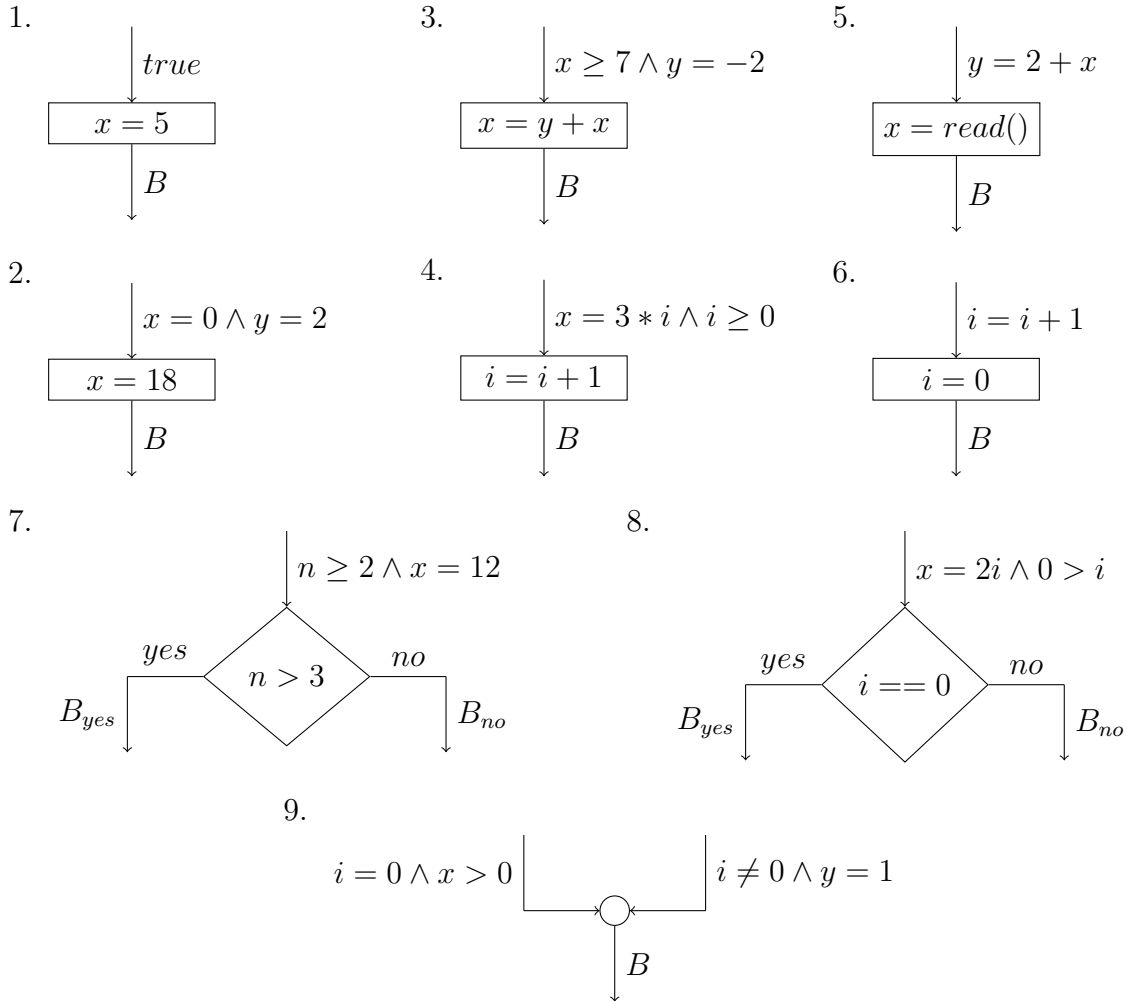 1.
true
x = 5
B
3.
x ≥ 7 ∧ y = −2
x = y + x
B
5.
y = 2 + x
x = read()
B
2.
x = 0 ∧ y = 2
x = 18
B
4.
x = 3 ∗ i ∧ i ≥ 0
i = i + 1
B
6.
i = i + 1
i = 0
B
7.
n ≥ 2 ∧ x = 12
yes
n > 3
no
B_yes
B_no
8.
x = 2i ∧ 0 > i
yes
i == 0
no
B_yes
B_no
9.
i = 0 ∧ x > 0
i ≠ 0 ∧ y = 1
B